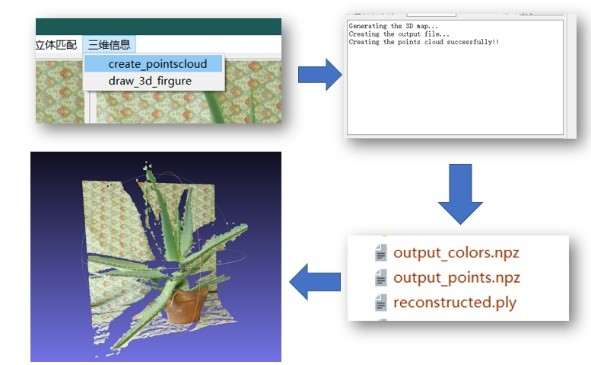 立体匹配 三维信息
create_pointscloud
draw_3d_firgure
Generating the 3D map...
Creating the output file...
Creating the points cloud successfully!!
output_colors.npz
output_points.npz
reconstructed.ply